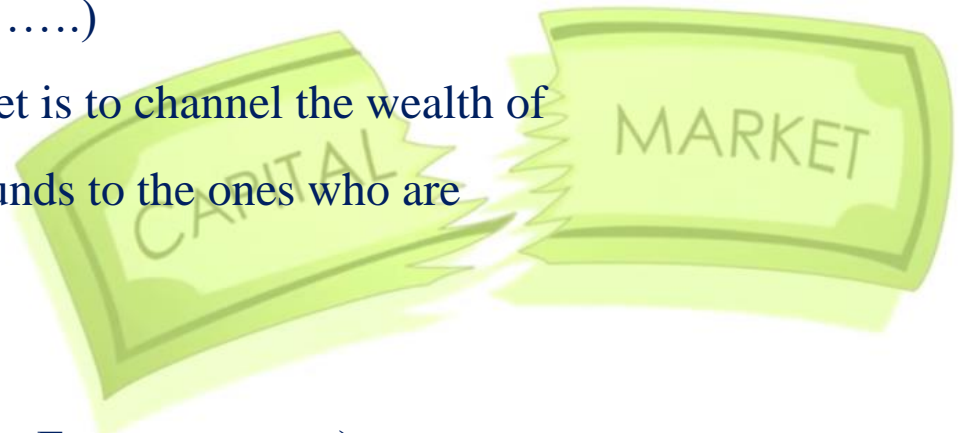 …..)
et is to channel the wealth of
unds to the ones who are
CAPITAL
MARKET